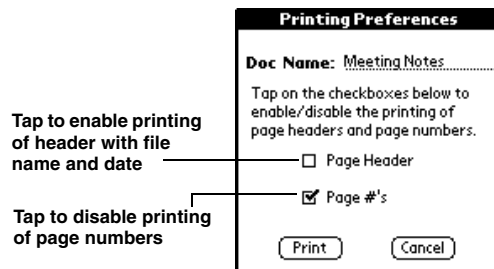 Printing Preferences
Doc Name: Meeting Notes
Tap on the checkboxes below to
enable/disable the printing of
page headers and page numbers.
Tap to enable printing
of header with file
name and date
Page Header
Page #'s
Tap to disable printing
of page numbers
Print
Cancel